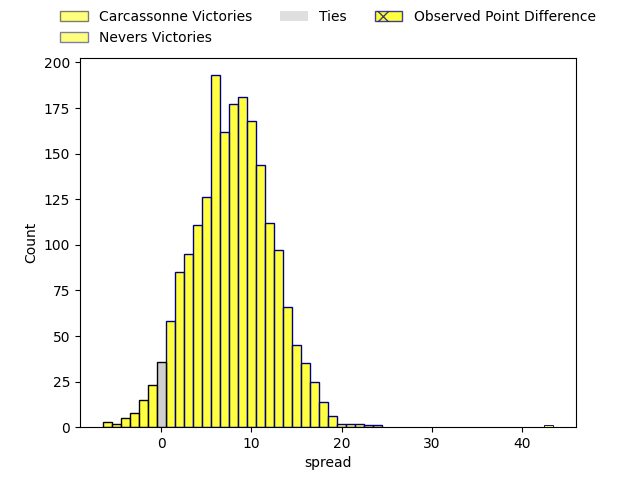 Carcassonne Victories
Nevers Victories
Ties
Observed Point Difference
200
175
150
125
100
75
50
25
0
Count
0 10 20 30 40
spread